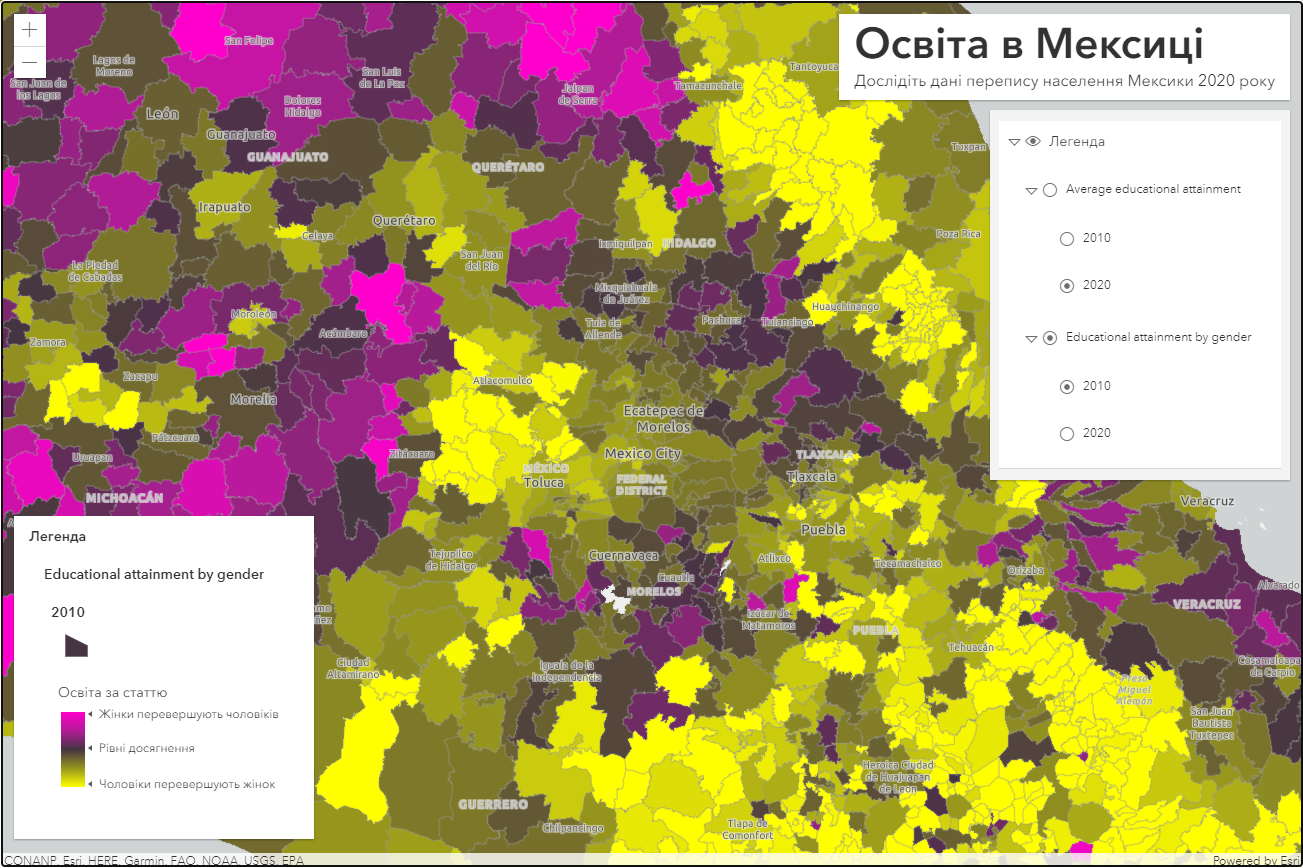 Освіта в Мексиці
Дослідіть дані перепису населення Мексики 2020 року
Легенда
Average educational attainment
2010
2020
Educational attainment by gender
2010
2020
San Felipe
Lagos de
Moreno
San Juan de
los Lagos
San Luis
de La Paz
Dolores
Hidalgo
Jalpan
de Serra
Tamazunchale
Tantoyuca
León
Guanajuato
GUANAJUATO
QUERÉTARO
Tuxpan
Irapuato
Querétaro
Celaya
San Juan
del Río
Ixmiquilpan
HIDALGO
Poza Rica
La Piedad
de Cabadas
Mixquiahuala
de Juárez
Moroleón
Acámbaro
Tula de
Allende
Pachuca
Tulancingo
Huauchinango
Zamora
Zacapu
Atlacomulco
Morelia
Ecatepec de
Morelos
Pátzcuaro
Zitácuaro
Mexico City
TLAXCALA
Uruapan
MÉXICO
Toluca
FEDERAL
DISTRICT
Tlaxcala
MICHOACÁN
Veracruz
Puebla
Tejupilco
de Hidalgo
Cuernavaca
Atlixco
Tecamachalco
Orizaba
Cuautla
MORELOS
Alvarado
Izúcar de
Matamoros
VERACRUZ
PUEBLA
Tehuacán
Ciudad
Altamirano
Iguala de la
Independencia
Cosamaloapan
de Carpio
Presa
Miguel
Alemán
San Juan
Bautista
Tuxtepec
Heroica Ciudad
de Huajuapan
de León
GUERRERO
Chilpancingo
Tlapa de
Comonfort
Легенда
Educational attainment by gender
2010
Освіта за статтю
Жінки перевершують чоловіків
Рівні досягнення
Чоловіки перевершують жінок
CONANP, Esri, HERE, Garmin, FAO, NOAA, USGS, EPA
Powered by Esri